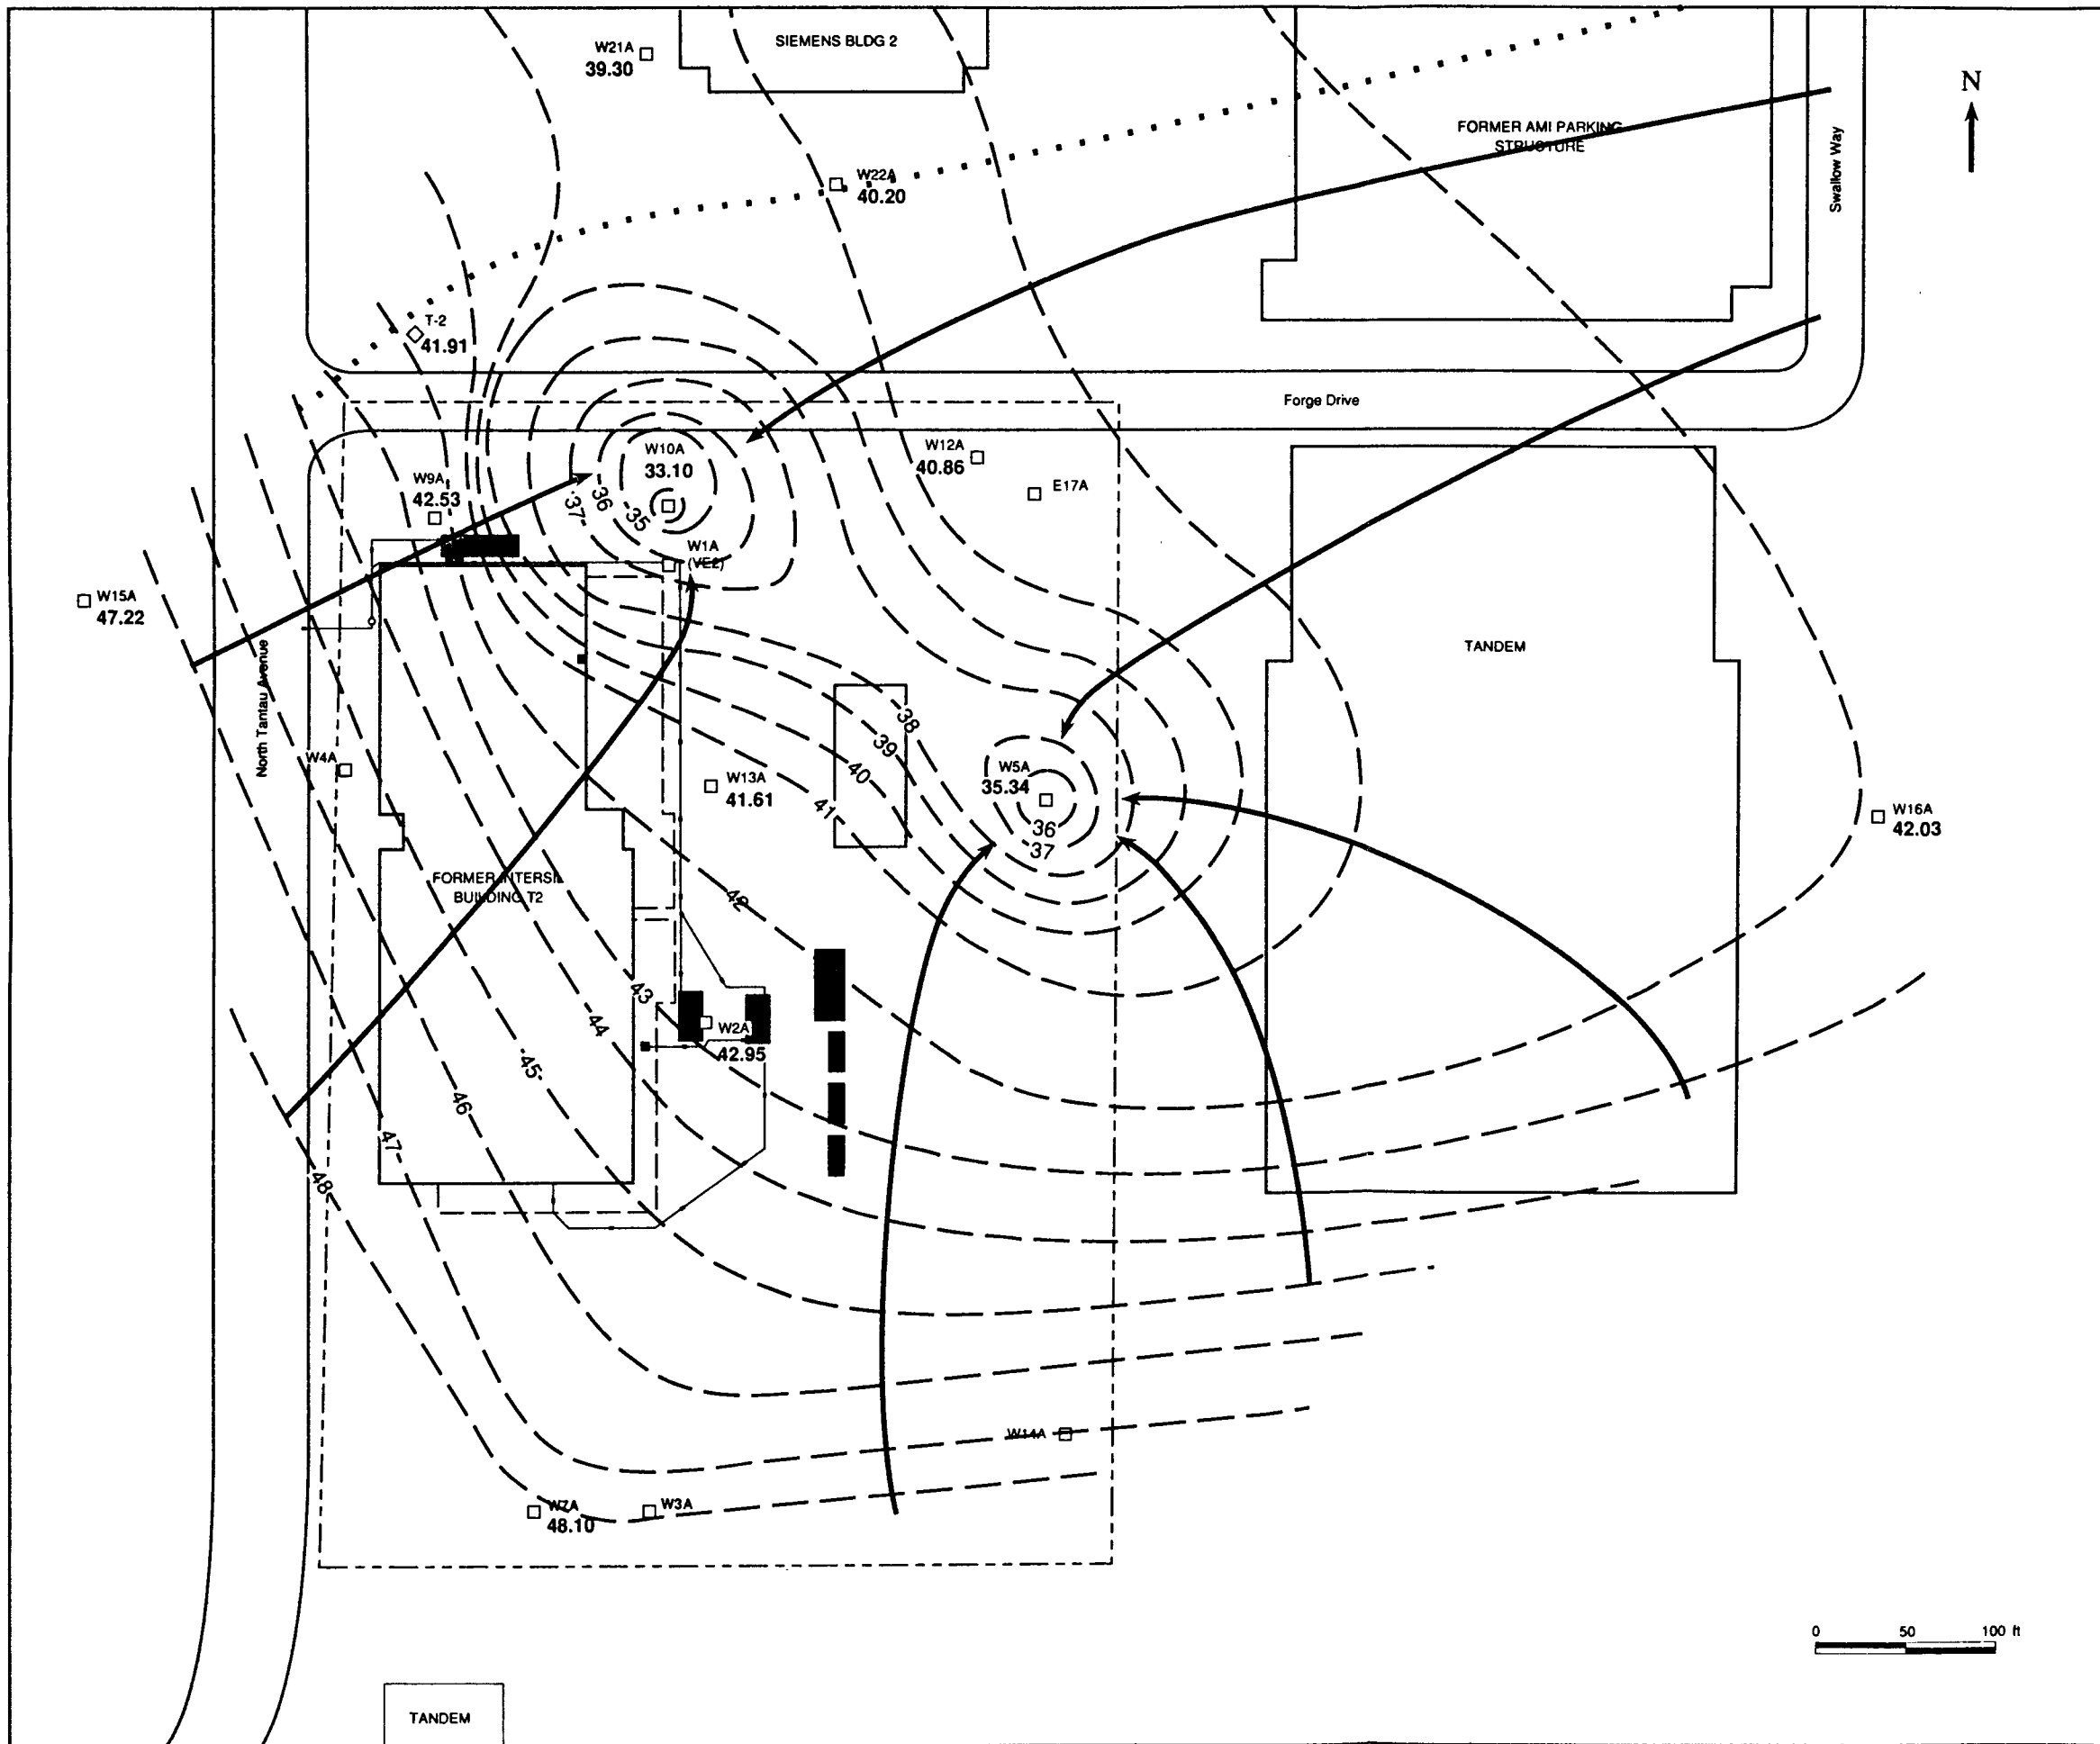 SIEMENS BLDG 2
W21A
39.30
N
FORMER AMI PARKING
STRUCTURE
Swallow Way
W22A
40.20
T-2
41.91
Forge Drive
W10A
33.10
W12A
40.86
E17A
W9A
42.53
37
36
35
W1A
(VE2)
W15A
47.22
North Tantau Avenue
TANDEM
38
39
40
41
W4A
W13A
41.61
W5A
35.34
36
37
W16A
42.03
FORMER INTERSIL
BUILDING T2
42
43
44
45
46
47
48
W2A
42.95
W14A
W7A
48.10
W3A
0 50 100 ft
TANDEM